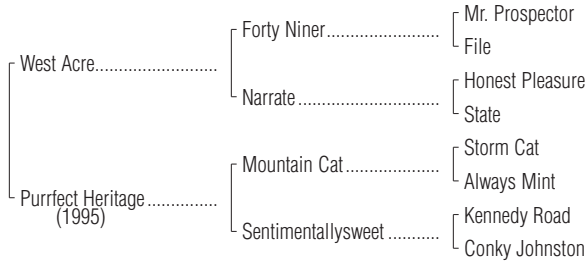 Mr. Prospector
Forty Niner
File
West Acre
Honest Pleasure
Narrate
State
Storm Cat
Mountain Cat
Always Mint
Purrfect Heritage
(1995)
Kennedy Road
Sentimentallysweet
Conky Johnston